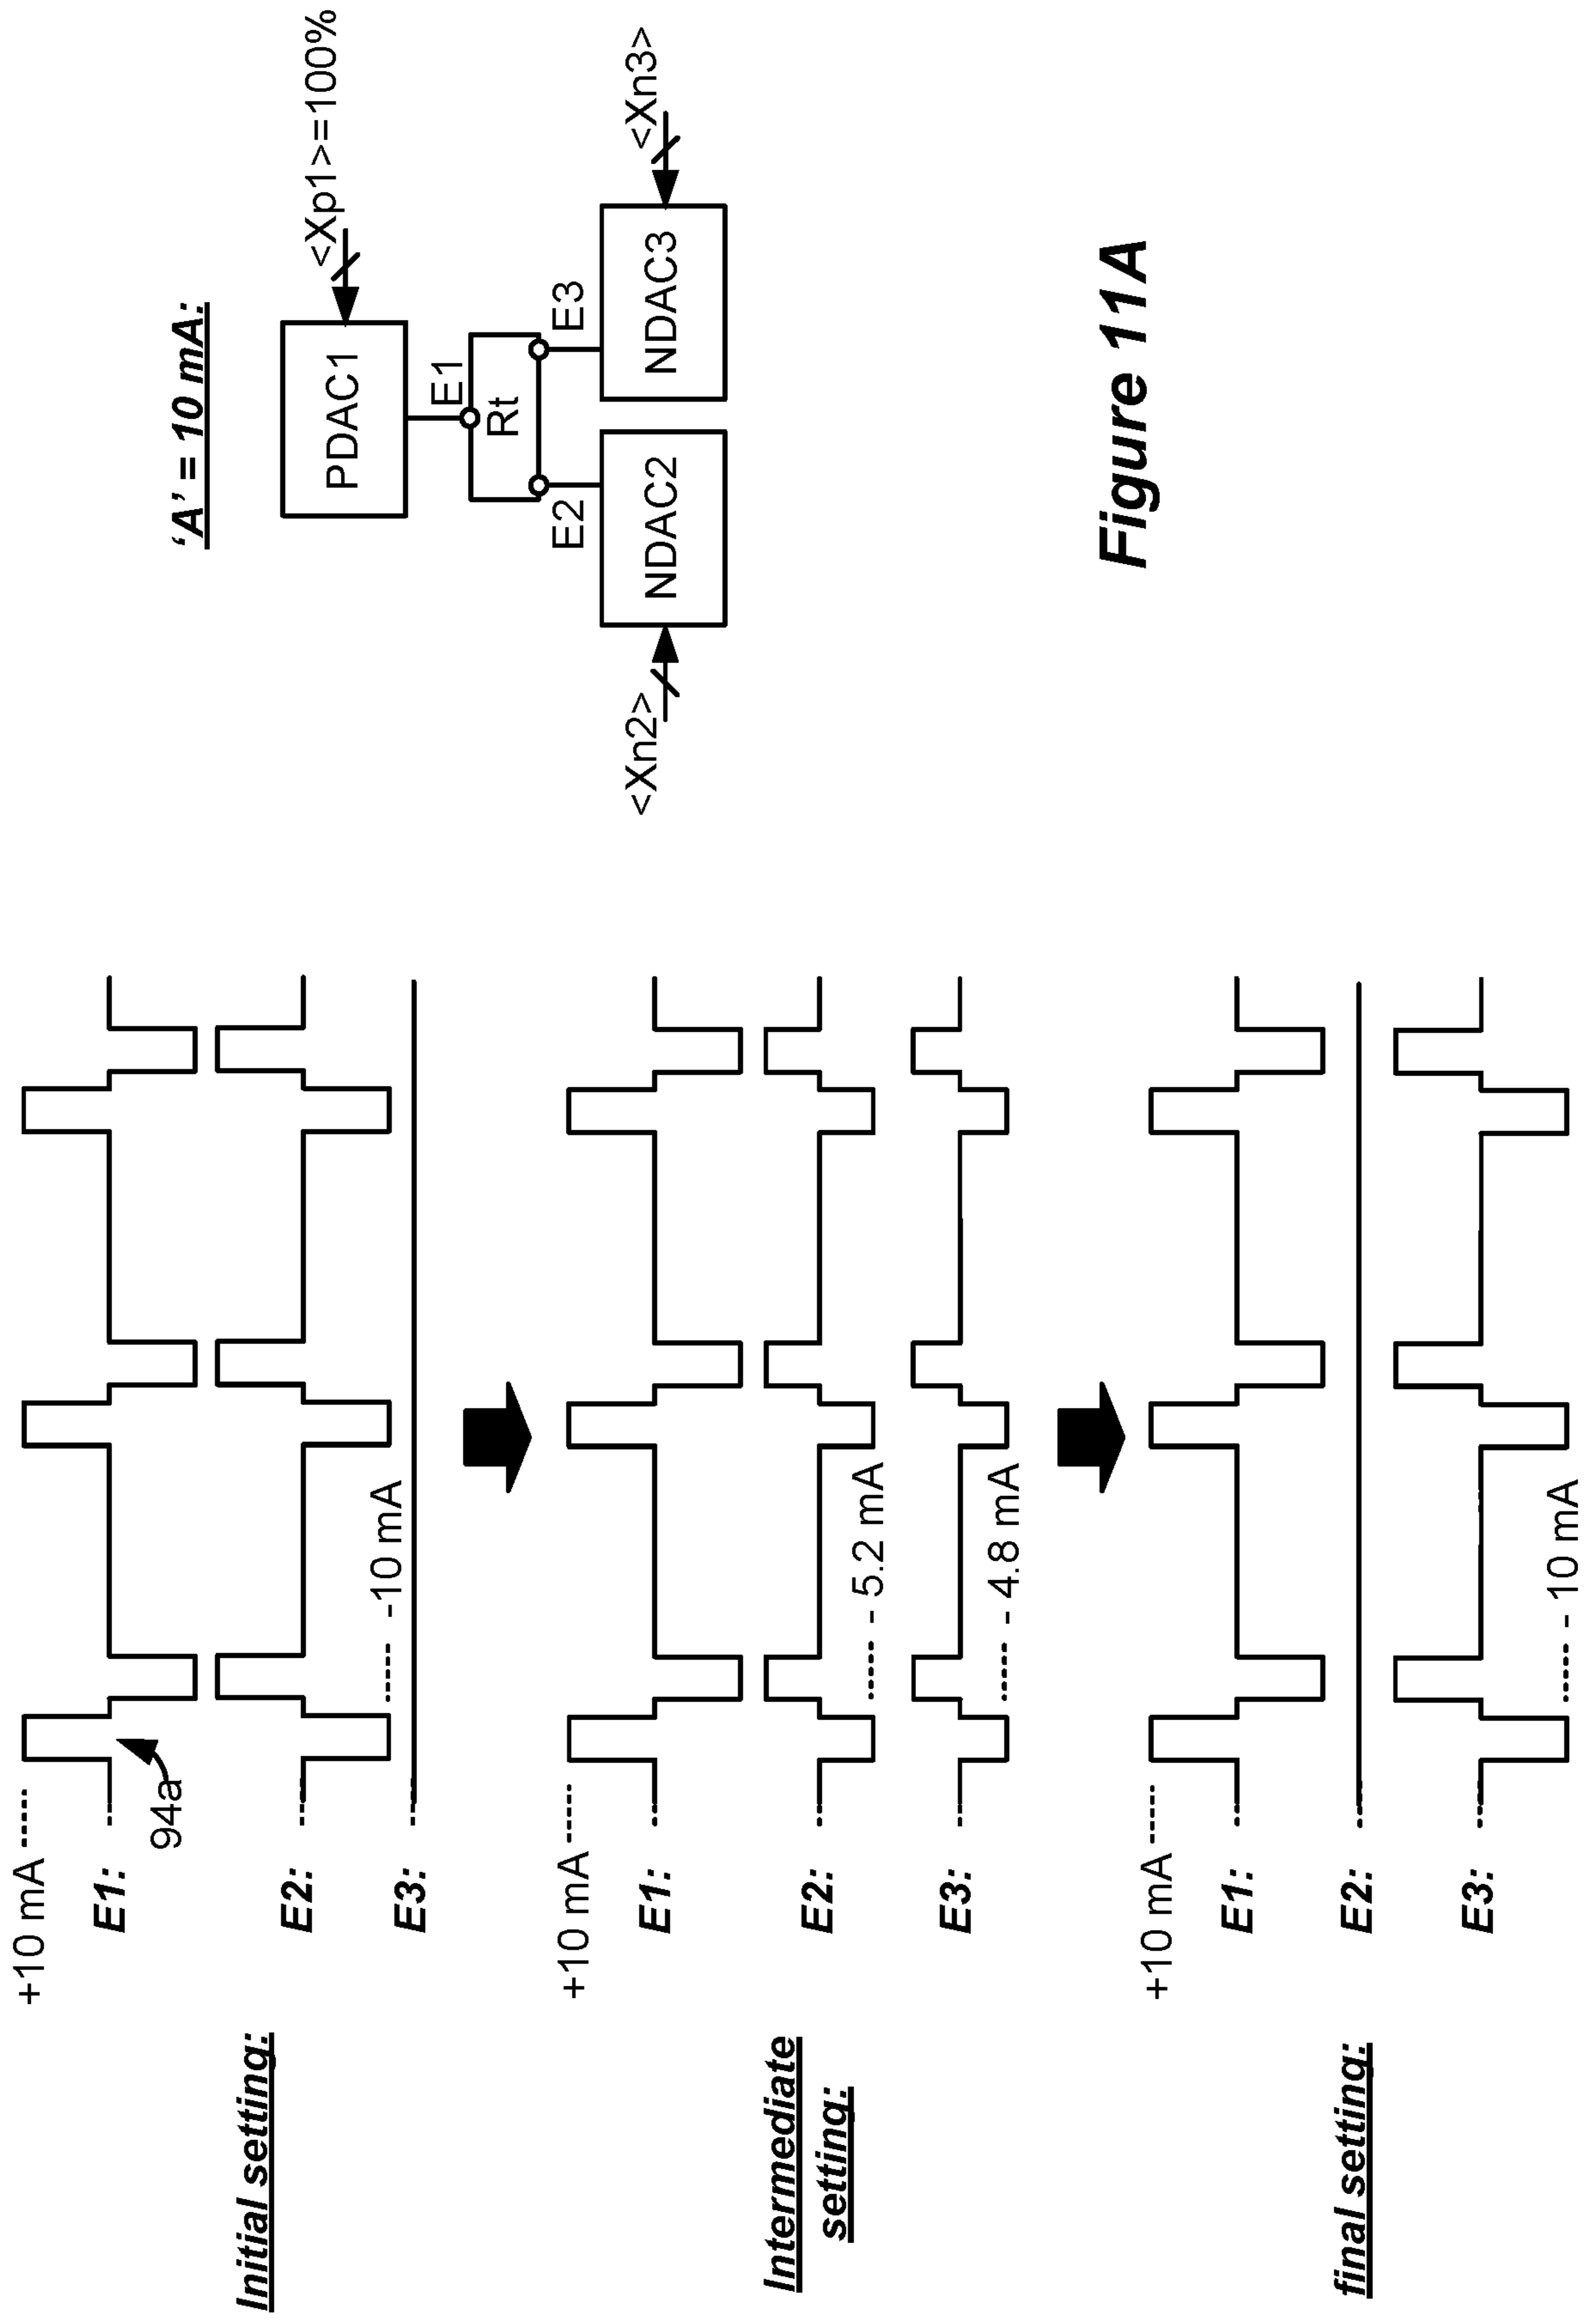 Initial setting:
+10 mA
E1:
94a
E2:
-10 mA
E3:
Intermediate
setting:
+10 mA
E1:
E2:
- 5.2 mA
E3:
- 4.8 mA
final setting:
+10 mA
E1:
E2:
E3:
- 10 mA
‘A’ = 10 mA:
PDAC1
<Xp1>=100%
E1
Rt
E2
E3
NDAC2
NDAC3
<Xn2>
<Xn3>
Figure 11A